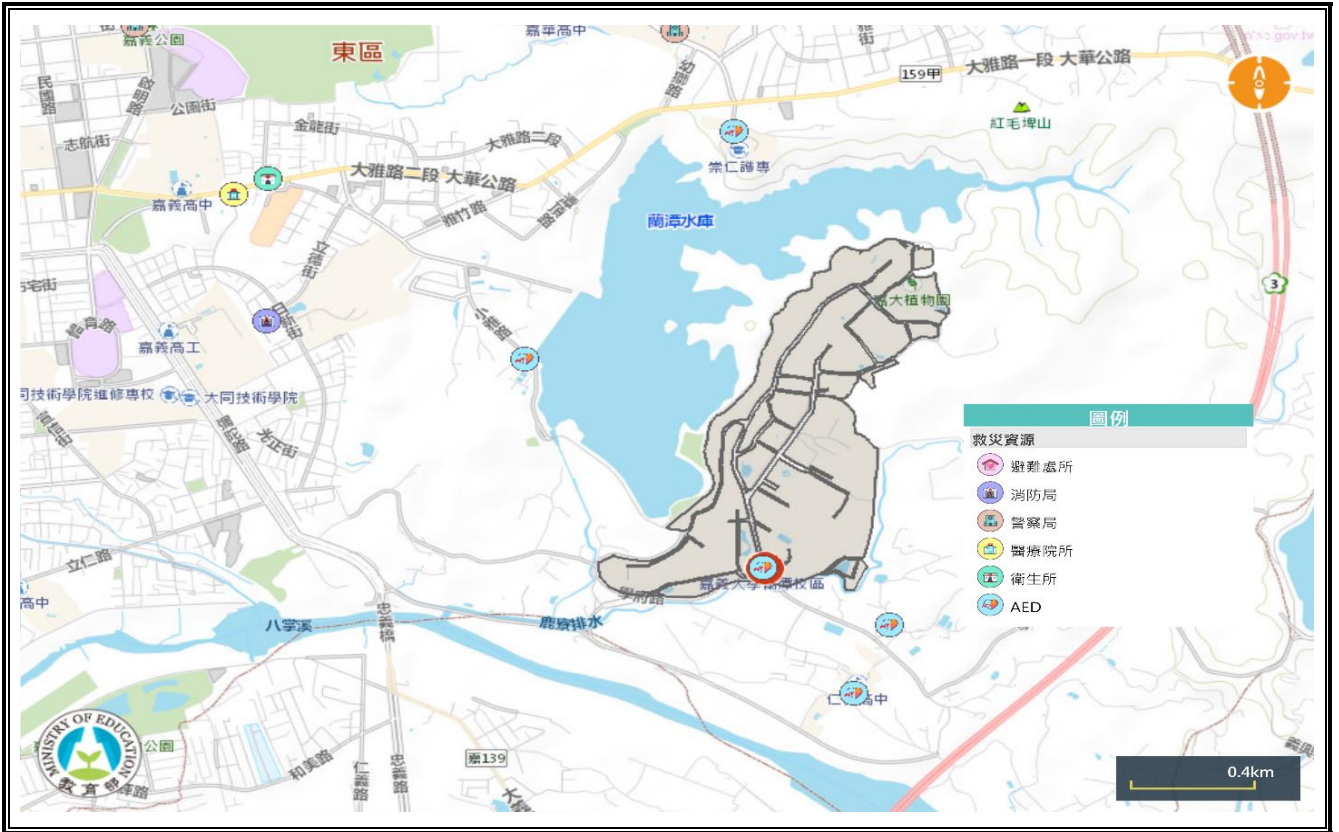 嘉義公園
東區
嘉華高中
159甲
大雅路一段 大華公路
民國路
啟明路
公園街
紅毛埤山
志航街
金龍街
大雅路二段
崇仁護專
大雅路二段 大華公路
嘉義高中
雅竹路
蘭潭水庫
立德街
3
嘉大植物園
小雅路
嘉義高工
同技術學院進修專校
大同技術學院
光正街
圖例
救災資源
避難處所
消防局
警察局
醫療院所
衛生所
AED
立仁路
高中
嘉義大學蘭潭校區
學府路
忠義橋
八掌溪
鹿寮排水
高中
MINISTRY OF EDUCATION
教育部
公園
和美路
仁義路
忠義路
嘉139
0.4km